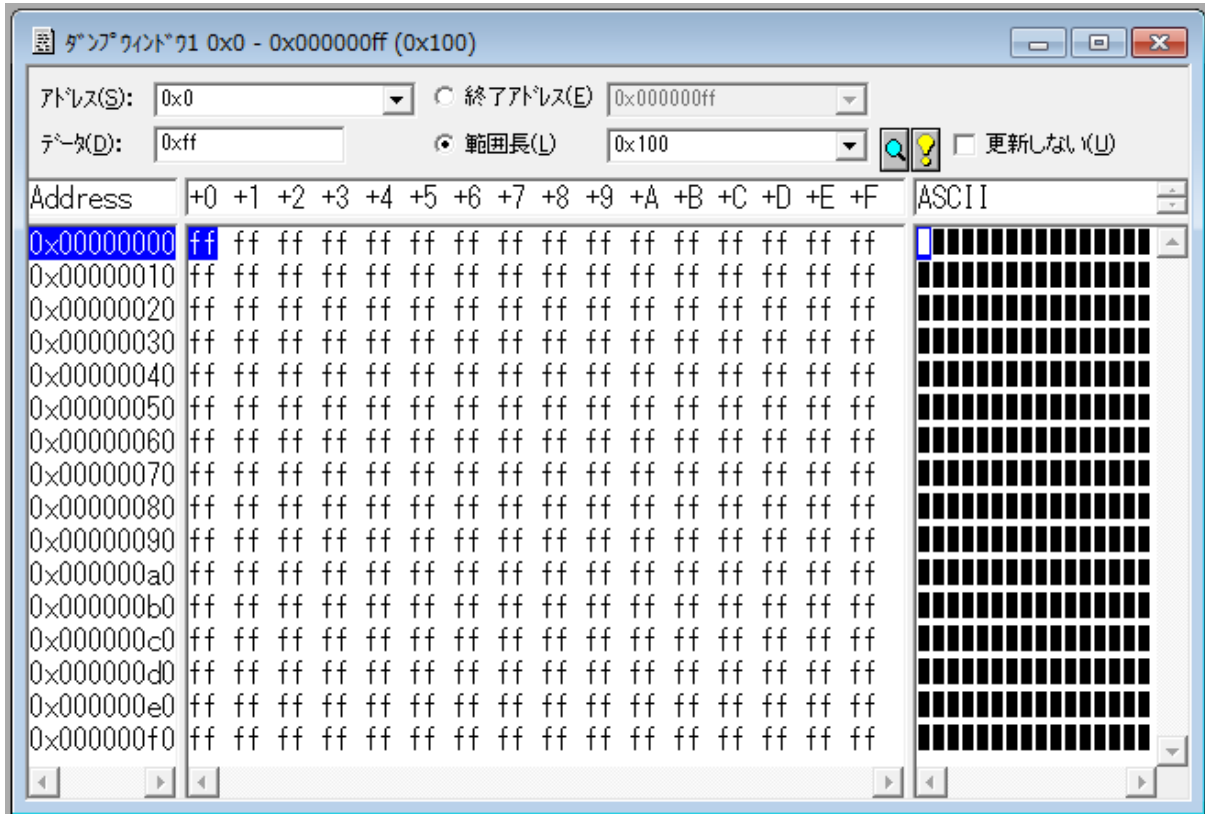 ﾀﾞﾝﾌﾟｳｨﾝﾄﾞｳ1 0x0 - 0x000000ff (0x100)
ｱﾄﾞﾚｽ(S): 0x0 終了ｱﾄﾞﾚｽ(E) 0x000000ff
ﾃﾞｰﾀ(D): 0xff 範囲長(L) 0x100 更新しない(U)
Address +0 +1 +2 +3 +4 +5 +6 +7 +8 +9 +A +B +C +D +E +F ASCII
0x00000000 ff ff ff ff ff ff ff ff ff ff ff ff ff ff ff ff
0x00000010 ff ff ff ff ff ff ff ff ff ff ff ff ff ff ff ff
0x00000020 ff ff ff ff ff ff ff ff ff ff ff ff ff ff ff ff
0x00000030 ff ff ff ff ff ff ff ff ff ff ff ff ff ff ff ff
0x00000040 ff ff ff ff ff ff ff ff ff ff ff ff ff ff ff ff
0x00000050 ff ff ff ff ff ff ff ff ff ff ff ff ff ff ff ff
0x00000060 ff ff ff ff ff ff ff ff ff ff ff ff ff ff ff ff
0x00000070 ff ff ff ff ff ff ff ff ff ff ff ff ff ff ff ff
0x00000080 ff ff ff ff ff ff ff ff ff ff ff ff ff ff ff ff
0x00000090 ff ff ff ff ff ff ff ff ff ff ff ff ff ff ff ff
0x000000a0 ff ff ff ff ff ff ff ff ff ff ff ff ff ff ff ff
0x000000b0 ff ff ff ff ff ff ff ff ff ff ff ff ff ff ff ff
0x000000c0 ff ff ff ff ff ff ff ff ff ff ff ff ff ff ff ff
0x000000d0 ff ff ff ff ff ff ff ff ff ff ff ff ff ff ff ff
0x000000e0 ff ff ff ff ff ff ff ff ff ff ff ff ff ff ff ff
0x000000f0 ff ff ff ff ff ff ff ff ff ff ff ff ff ff ff ff